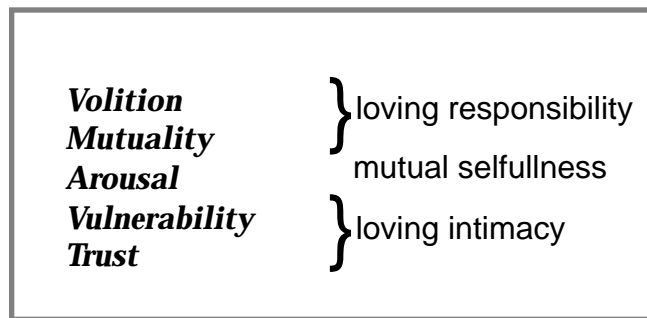 Volition
Mutuality
Arousal
Vulnerability
Trust
} loving responsibility
mutual selfullness
} loving intimacy